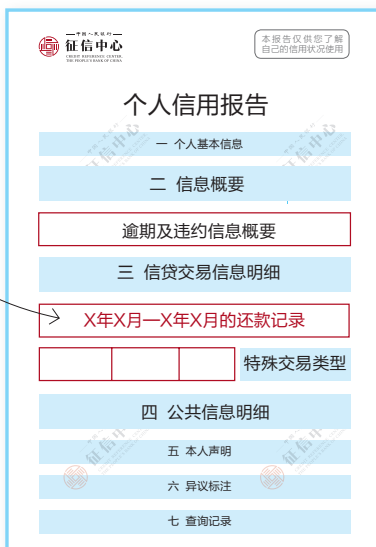 中国人民银行
征信中心
CREDIT REFERENCE CENTER
THE PEOPLE'S BANK OF CHINA
本报告仅供您了解
自己的信用状况使用
个人信用报告
一 个人基本信息
二 信息概要
逾期及违约信息概要
三 信贷交易信息明细
X年X月—X年X月的还款记录
特殊交易类型
四 公共信息明细
五 本人声明
六 异议标注
七 查询记录